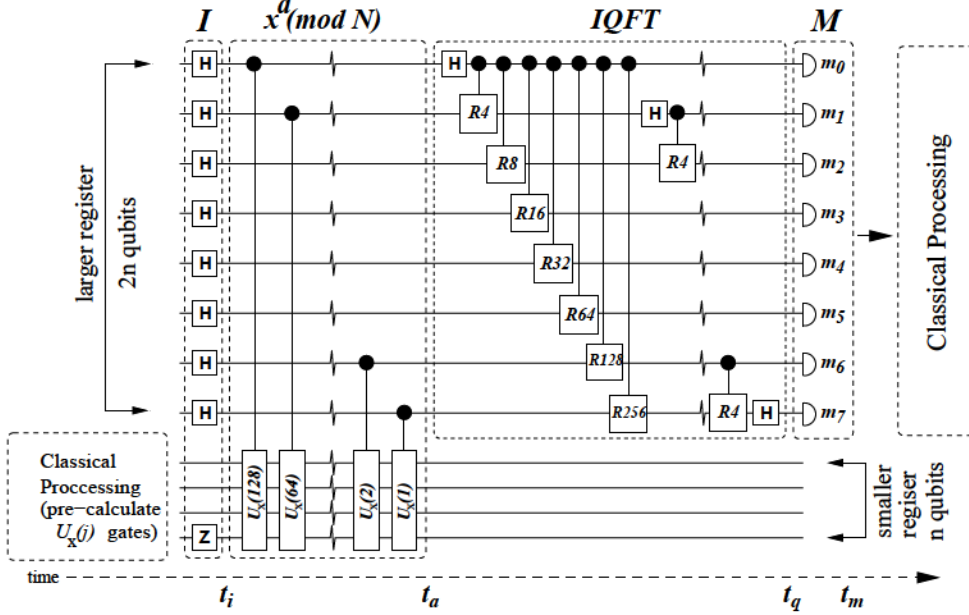 I x^a(mod N) IQFT M
H H m0
R4 H m1
H R8 R4 m2
H R16 m3
H R32 m4
H R64 m5
H R128 m6
H R256 R4 H m7
larger register
2n qubits
Classical Processing
Classical
Proccessing
(pre-calculate
Ux(j) gates)
Z
Ux(128) Ux(64) Ux(2) Ux(1)
smaller
regiser
n qubits
time
ti ta tq tm
H